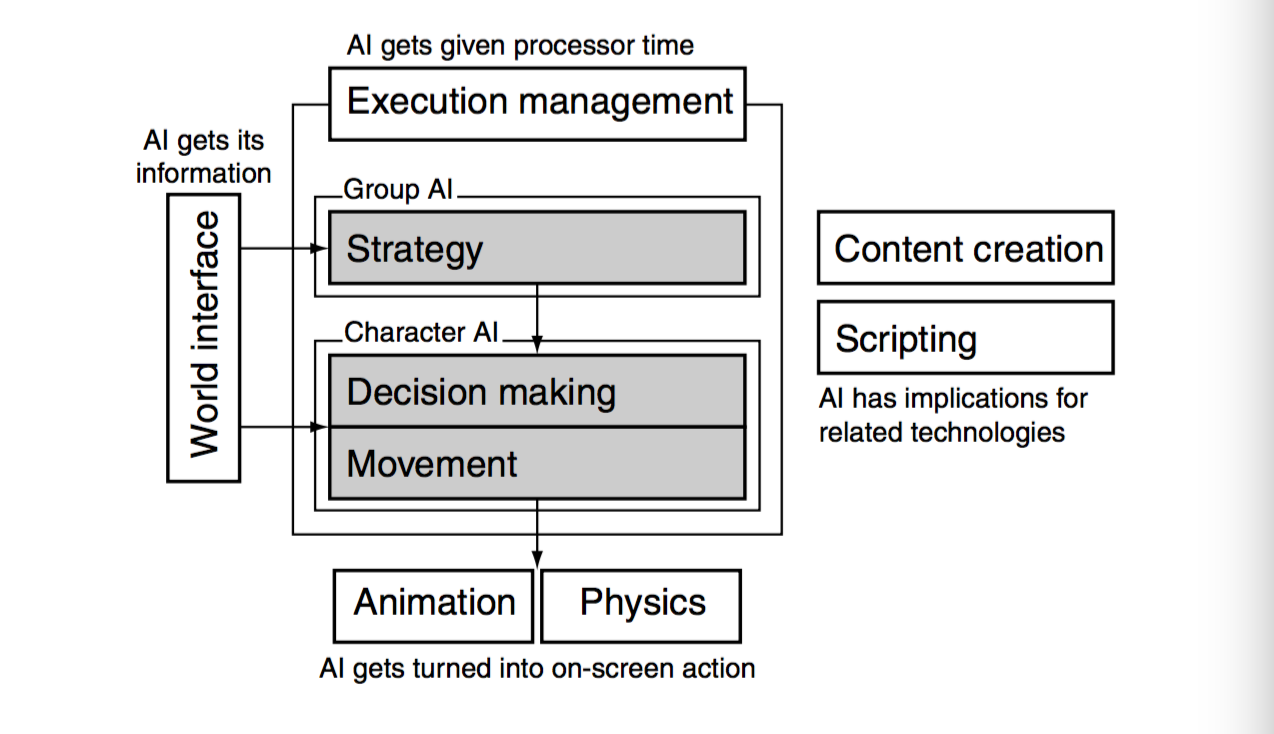 AI gets given processor time
Execution management
AI gets its
information
World interface
Group AI
Strategy
Character AI
Decision making
Movement
Animation
Physics
AI gets turned into on-screen action
Content creation
Scripting
AI has implications for
related technologies